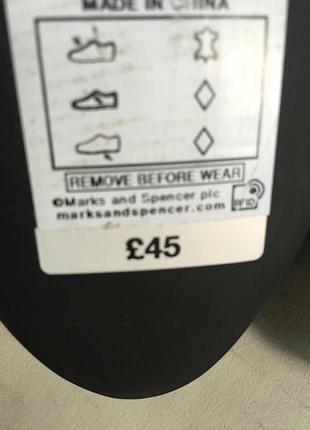 MADE IN CHINA
REMOVE BEFORE WEAR
©Marks and Spencer plc
marksandspencer.com
RFID
£45